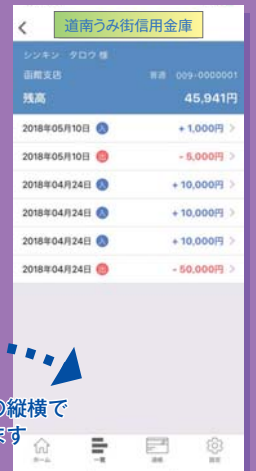 道南うみ街信用金庫
シンキン タロウ 様
函館支店 普通 009-0000001
残高 45,941円
2018年05月10日 入 +1,000円
2018年05月10日 出 -5,000円
2018年04月24日 入 +10,000円
2018年04月24日 入 +10,000円
2018年04月24日 入 +10,000円
2018年04月24日 出 -50,000円
の縦横で
ます
ホーム 一覧 通帳 設定